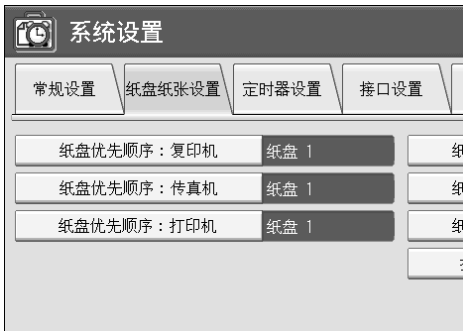 系统设置
常规设置 纸盘纸张设置 定时器设置 接口设置
纸盘优先顺序：复印机 纸盘 1
纸盘优先顺序：传真机 纸盘 1
纸盘优先顺序：打印机 纸盘 1